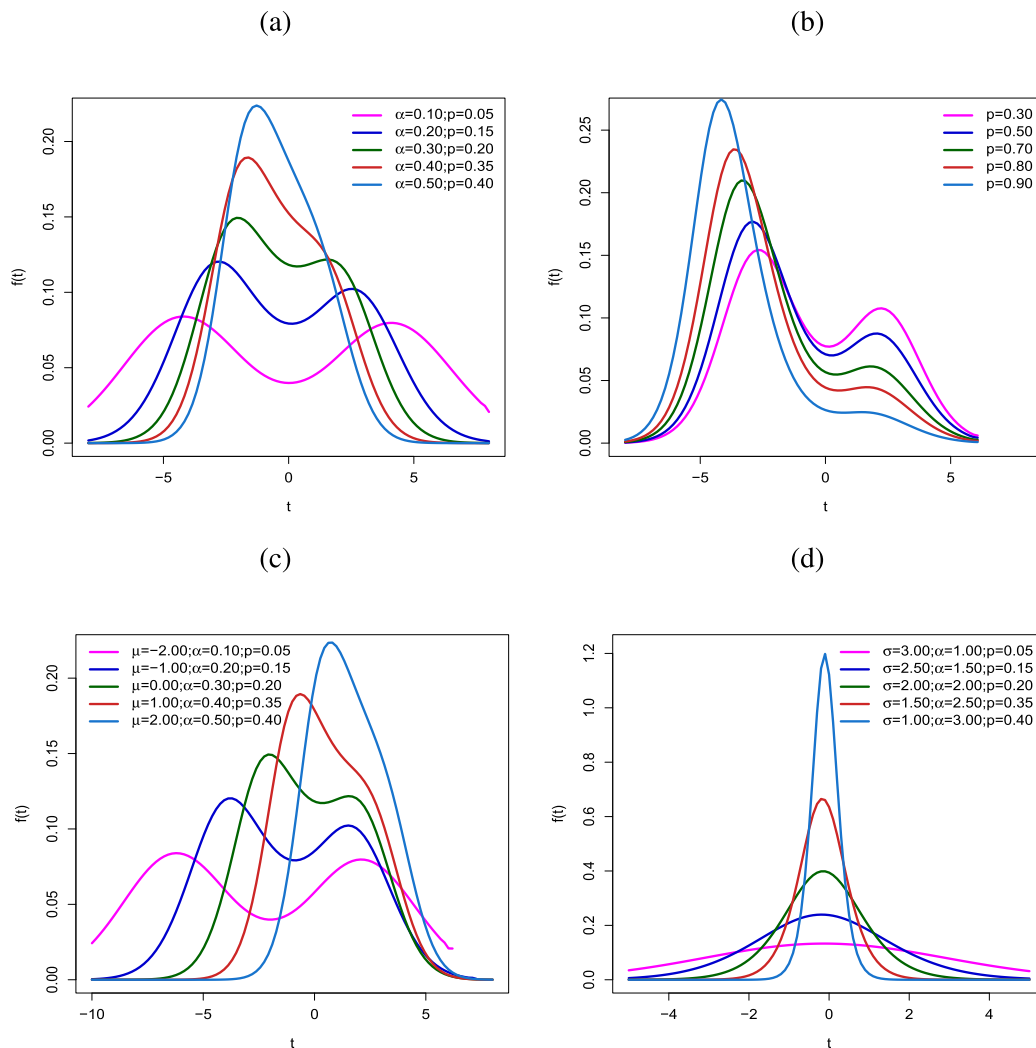 (a)
α=0.10;p=0.05
α=0.20;p=0.15
α=0.30;p=0.20
α=0.40;p=0.35
α=0.50;p=0.40
f(t)
0.00 0.05 0.10 0.15 0.20
−5 0 5
t
(b)
p=0.30
p=0.50
p=0.70
p=0.80
p=0.90
f(t)
0.00 0.05 0.10 0.15 0.20 0.25
−5 0 5
t
(c)
μ=−2.00;α=0.10;p=0.05
μ=−1.00;α=0.20;p=0.15
μ=0.00;α=0.30;p=0.20
μ=1.00;α=0.40;p=0.35
μ=2.00;α=0.50;p=0.40
f(t)
0.00 0.05 0.10 0.15 0.20
−10 −5 0 5
t
(d)
σ=3.00;α=1.00;p=0.05
σ=2.50;α=1.50;p=0.15
σ=2.00;α=2.00;p=0.20
σ=1.50;α=2.50;p=0.35
σ=1.00;α=3.00;p=0.40
f(t)
0.0 0.2 0.4 0.6 0.8 1.0 1.2
−4 −2 0 2 4
t